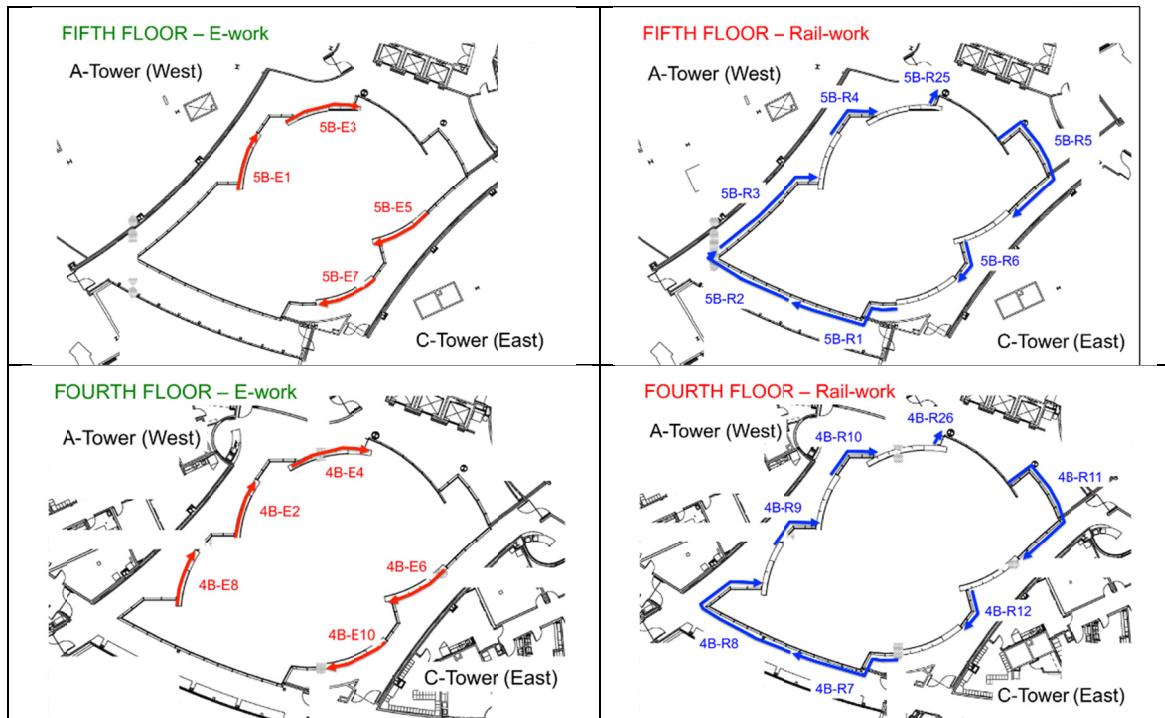 FIFTH FLOOR – E-work
A-Tower (West)
5B-E3
5B-E1
5B-E5
5B-E7
C-Tower (East)
FIFTH FLOOR – Rail-work
A-Tower (West)
5B-R25
5B-R4
5B-R5
5B-R3
5B-R6
5B-R2
5B-R1
C-Tower (East)
FOURTH FLOOR – E-work
A-Tower (West)
4B-E4
4B-E2
4B-E6
4B-E8
4B-E10
C-Tower (East)
FOURTH FLOOR – Rail-work
A-Tower (West)
4B-R26
4B-R10
4B-R11
4B-R9
4B-R12
4B-R8
4B-R7
C-Tower (East)